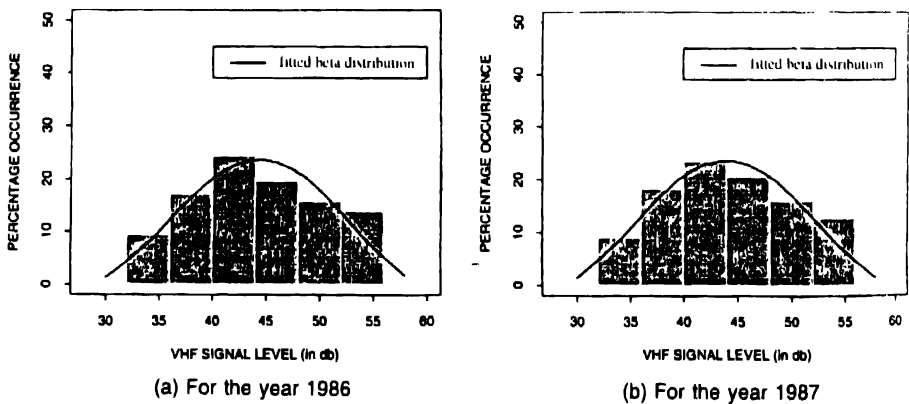 PERCENTAGE OCCURRENCE
50
40
30
20
10
0
fitted beta distribution
30 35 40 45 50 55 60
VHF SIGNAL LEVEL (in db)
(a) For the year 1986
PERCENTAGE OCCURRENCE
50
40
30
20
10
0
fitted beta distribution
30 35 40 45 50 55 60
VHF SIGNAL LEVEL (in db)
(b) For the year 1987